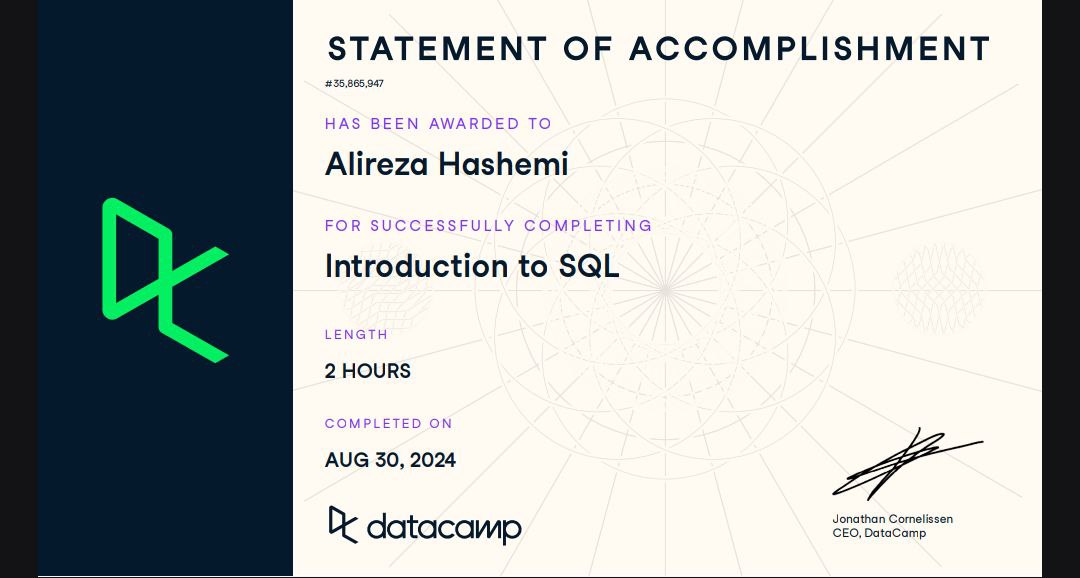 STATEMENT OF ACCOMPLISHMENT
#35,865,947
HAS BEEN AWARDED TO
Alireza Hashemi
FOR SUCCESSFULLY COMPLETING
Introduction to SQL
LENGTH
2 HOURS
COMPLETED ON
AUG 30, 2024
datacamp
Jonathan Cornelissen
CEO, DataCamp